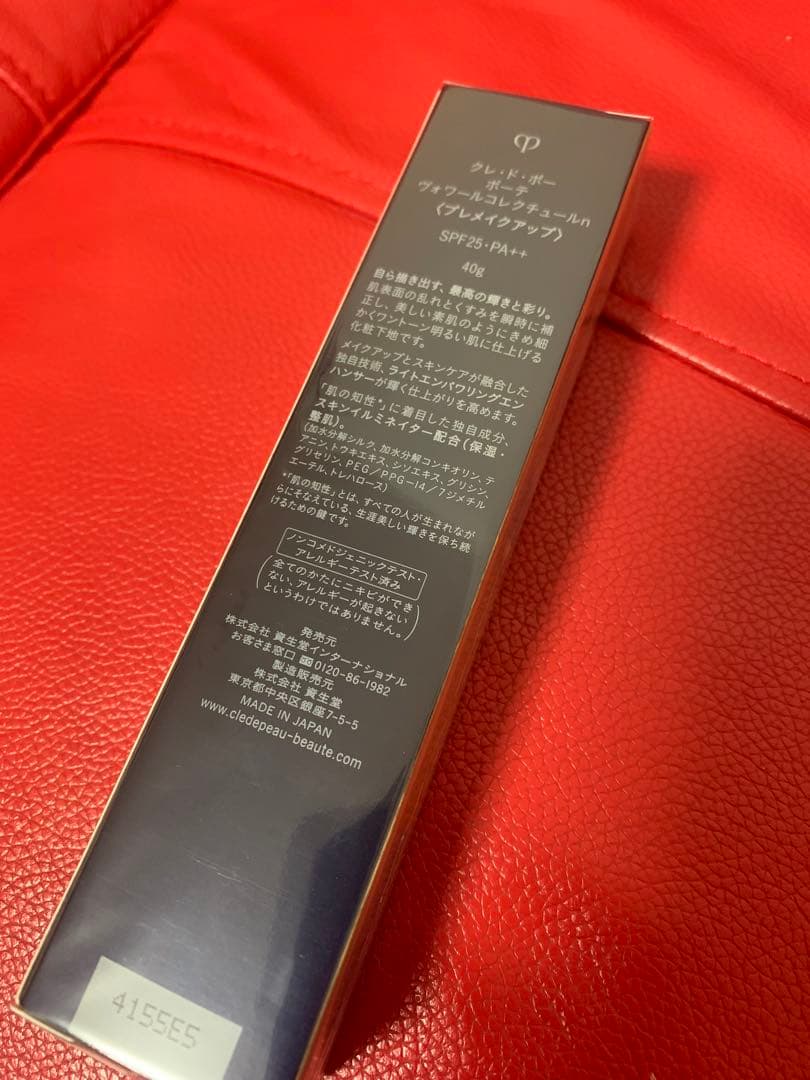 クレ・ド・ポー
ボーテ
ヴォワールコレクチュールn
〈プレメイクアップ〉
SPF25・PA++
40g
自ら描き出す、最高の輝きと彩り。
肌表面の乱れとくすみを瞬時に補
正し、美しい素肌のようにきめ細
かくワントーン明るい肌に仕上げる
化粧下地です。
メイクアップとスキンケアが融合した
独自技術、ライトエンパワリングエン
ハンサーが輝く仕上がりを高めます。
「肌の知性*」に着目した独自成分、
スキンイルミネイター配合(保湿・
整肌)。
(加水分解シルク、加水分解コンキオリン、テ
アニン、トウキエキス、シソエキス、グリシン、
グリセリン、PEG/PPG-14/7ジメチル
エーテル、トレハロース)
*「肌の知性」とは、すべての人が生まれなが
らにそなえている、生涯美しい輝きを保ち続
けるための鍵です。
ノンコメドジェニックテスト・
アレルギーテスト済み
(全てのかたにニキビができ
ない、アレルギーが起きない
というわけではありません。)
発売元
株式会社 資生堂インターナショナル
お客さま窓口 0120-86-1982
製造販売元
株式会社 資生堂
東京都中央区銀座7-5-5
MADE IN JAPAN
www.cledepeau-beaute.com
4155E5